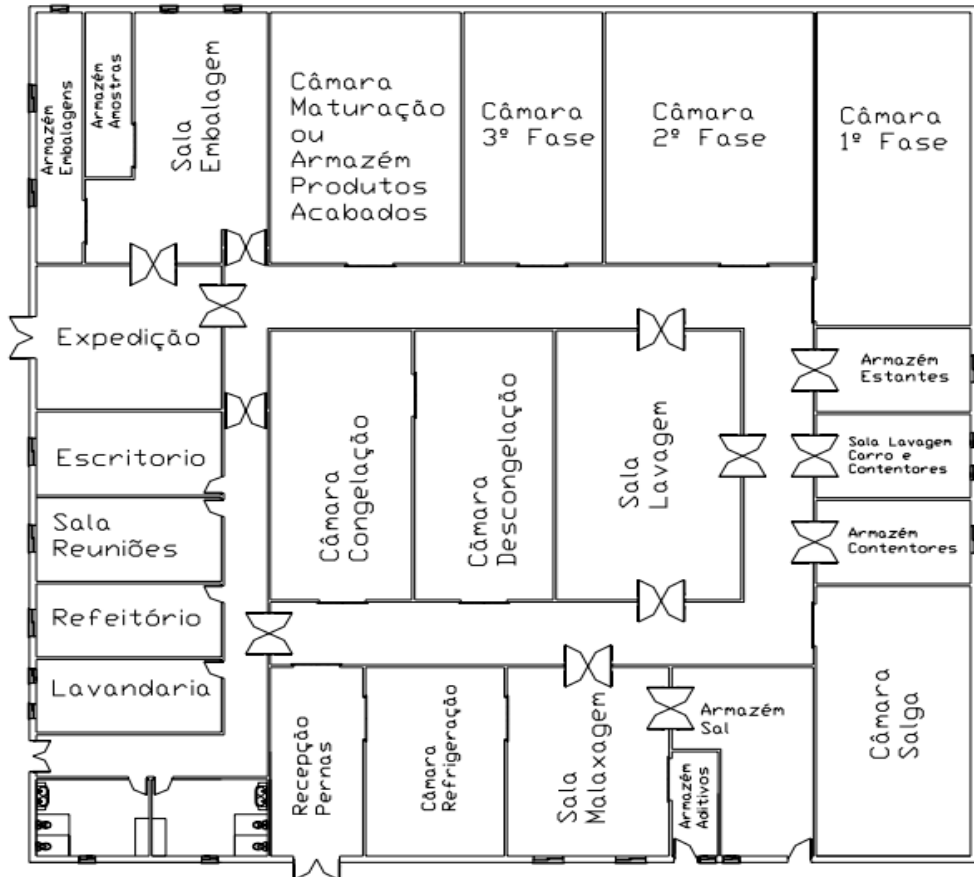 Armazém
Embalagens
Armazém
Amostras
Sala
Embalagem
Câmara
Maturação
ou
Armazém
Produtos
Acabados
Câmara
3º Fase
Câmara
2º Fase
Câmara
1º Fase
Expedição
Escritorio
Sala
Reuniões
Refeitório
Lavandaria
Câmara
Congelação
Câmara
Descongelação
Sala
Lavagem
Armazém
Estantes
Sala Lavagem
Carro e
Contentores
Armazém
Contentores
Recepção
Pernas
Câmara
Refrigeração
Sala
Malaxagem
Armazém
Sal
Armazém
Aditivos
Câmara
Salga